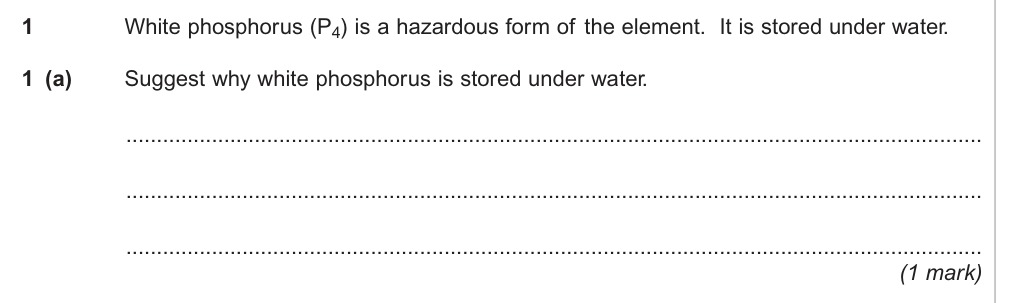 1 White phosphorus (P₄) is a hazardous form of the element. It is stored under water.
1 (a) Suggest why white phosphorus is stored under water.
....................................................................................................................................................
....................................................................................................................................................
....................................................................................................................................................
(1 mark)